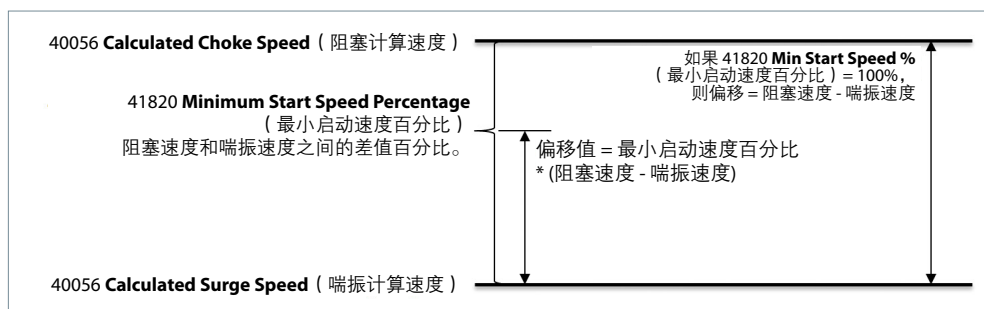 40056 Calculated Choke Speed（阻塞计算速度）
如果 41820 Min Start Speed %
（最小启动速度百分比）= 100%，
则偏移 = 阻塞速度 - 喘振速度
41820 Minimum Start Speed Percentage
（最小启动速度百分比）
阻塞速度和喘振速度之间的差值百分比。
偏移值 = 最小启动速度百分比
* (阻塞速度 - 喘振速度)
40056 Calculated Surge Speed（喘振计算速度）